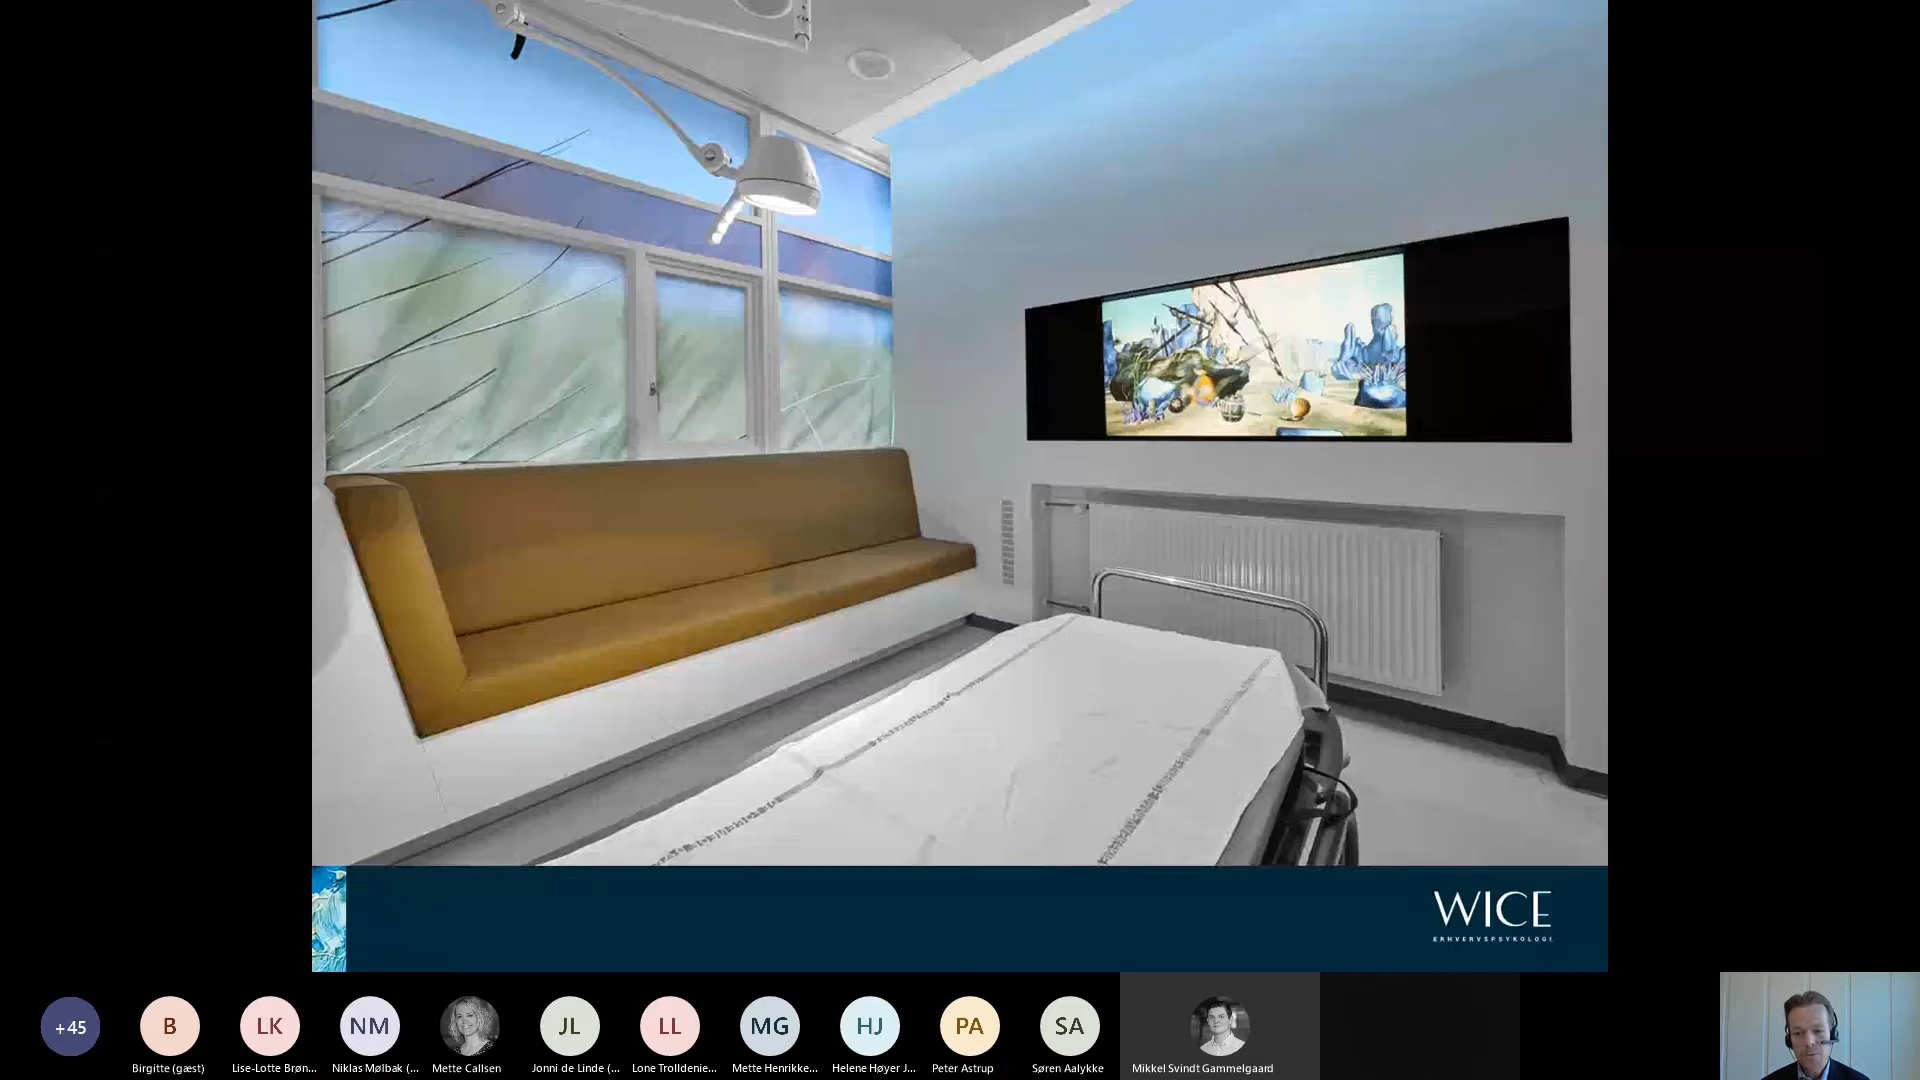 WICE
ERHVERVSPSYKOLOGI
+45
B
LK
NM
JL
LL
MG
HJ
PA
SA
Birgitte (gæst)
Lise-Lotte Brøn...
Niklas Mølbak (...
Mette Callsen
Jonni de Linde (...
Lone Trolldenie...
Mette Henrikke...
Helene Høyer J...
Peter Astrup
Søren Aalykke
Mikkel Svindt Gammelgaard